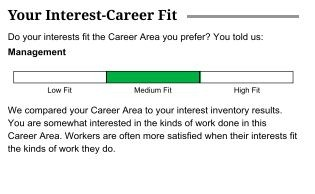 Your Interest-Career Fit
Do your interests fit the Career Area you prefer? You told us:
Management
Low Fit
Medium Fit
High Fit
We compared your Career Area to your interest inventory results.
You are somewhat interested in the kinds of work done in this
Career Area. Workers are often more satisfied when their interests fit
the kinds of work they do.